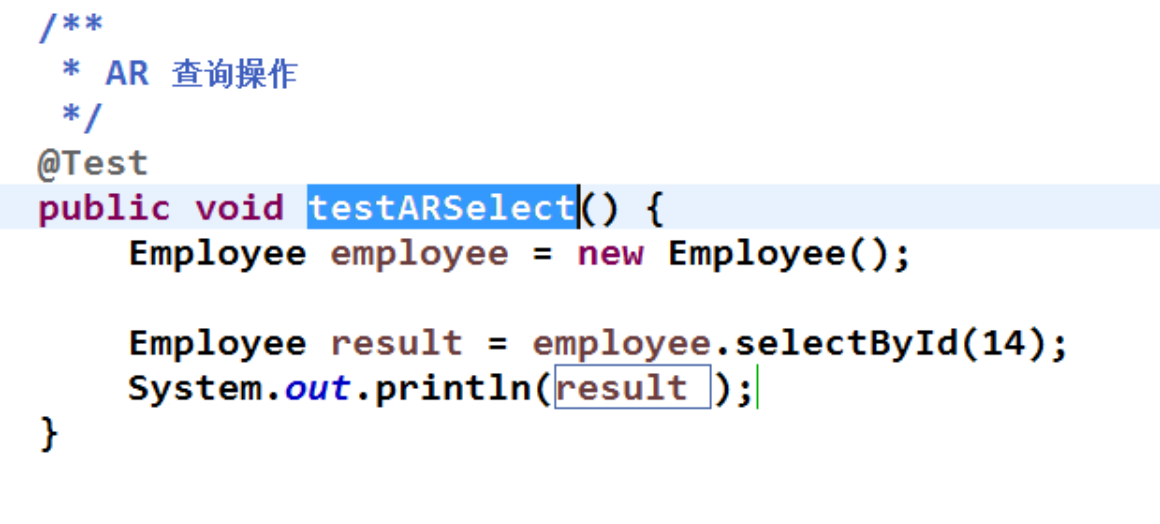 /**
 * AR 查询操作
 */
@Test
public void testARSelect() {
    Employee employee = new Employee();
    Employee result = employee.selectById(14);
    System.out.println(result );
}